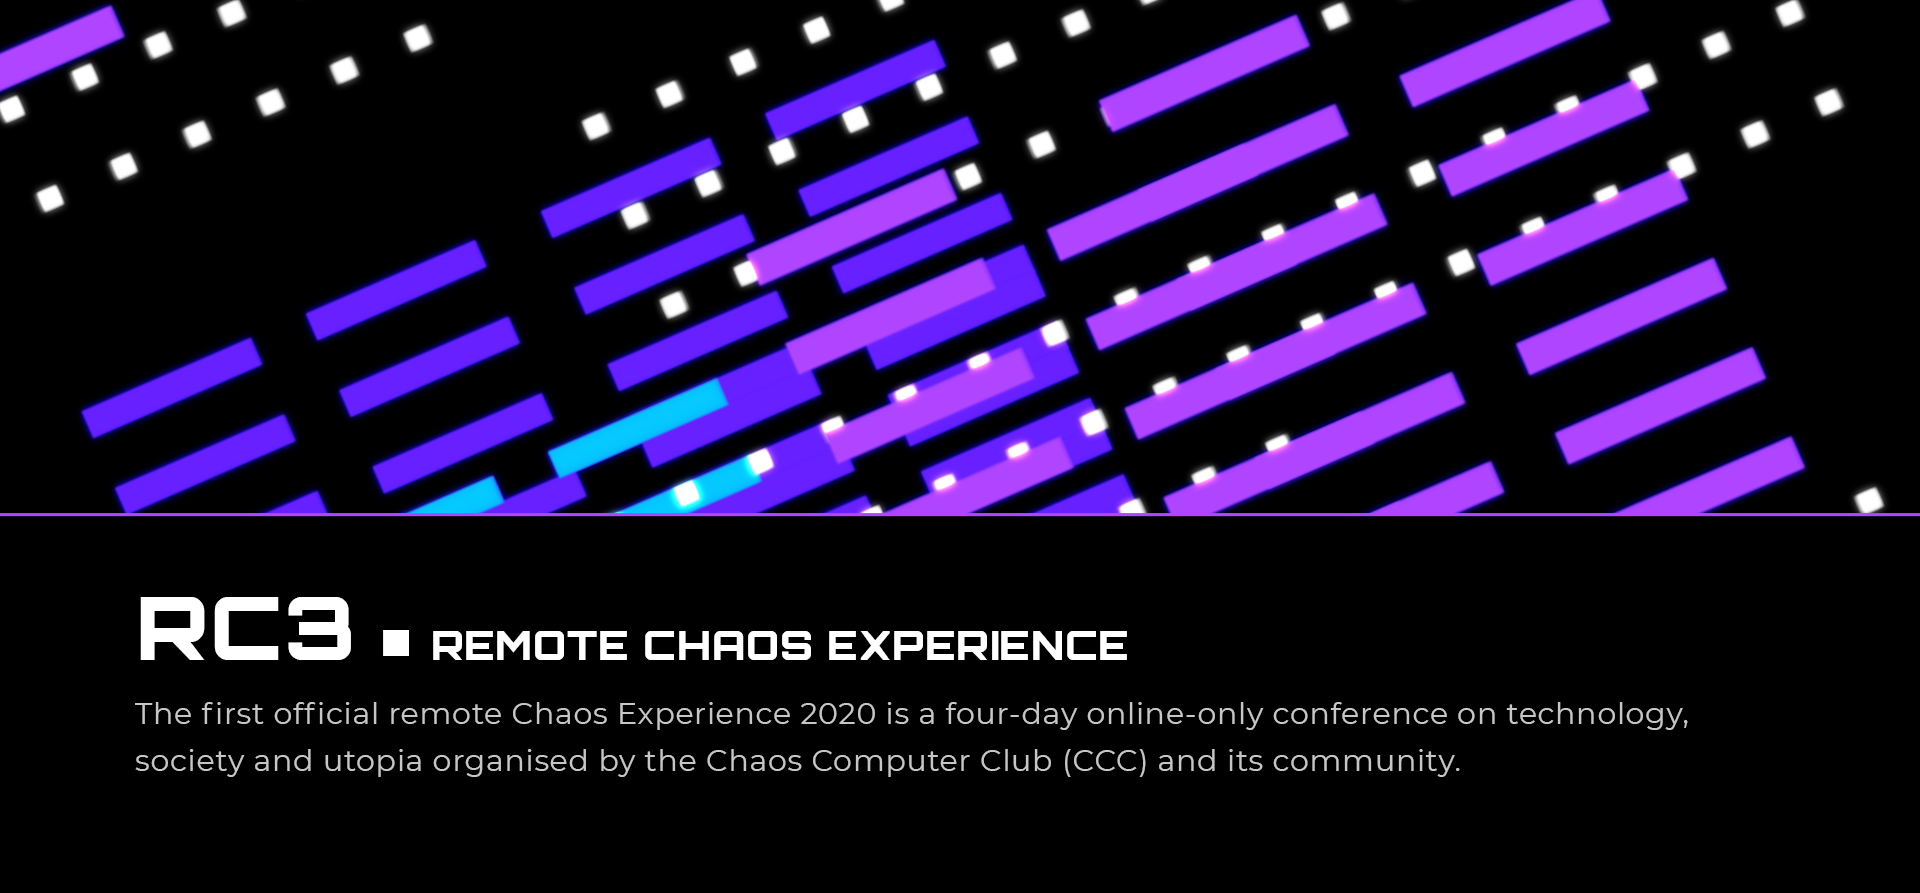 RC3 ■ REMOTE CHAOS EXPERIENCE
The first official remote Chaos Experience 2020 is a four-day online-only conference on technology,
society and utopia organised by the Chaos Computer Club (CCC) and its community.